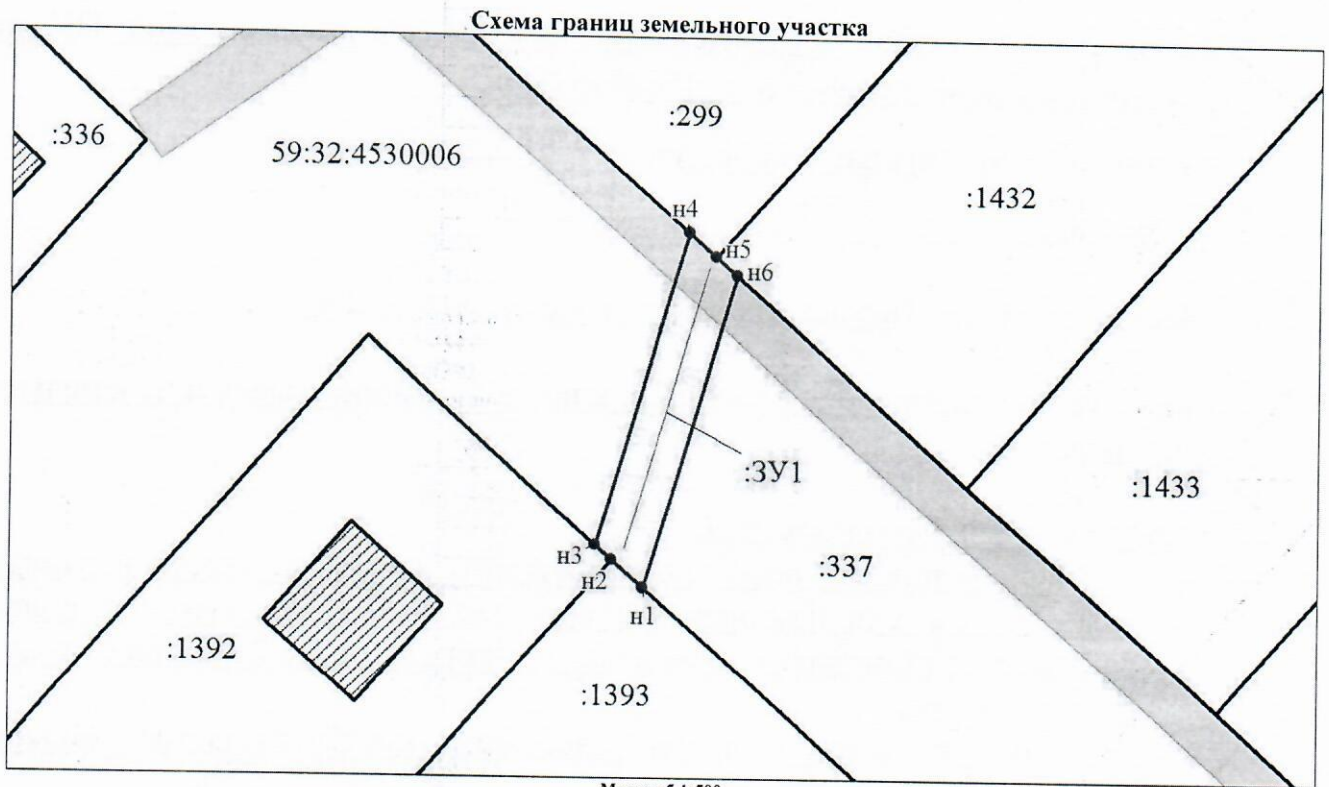 Схема границ земельного участка
:336
59:32:4530006
:299
:1432
н4
н5
н6
:ЗУ1
:1433
н3
н2
н1
:337
:1392
:1393